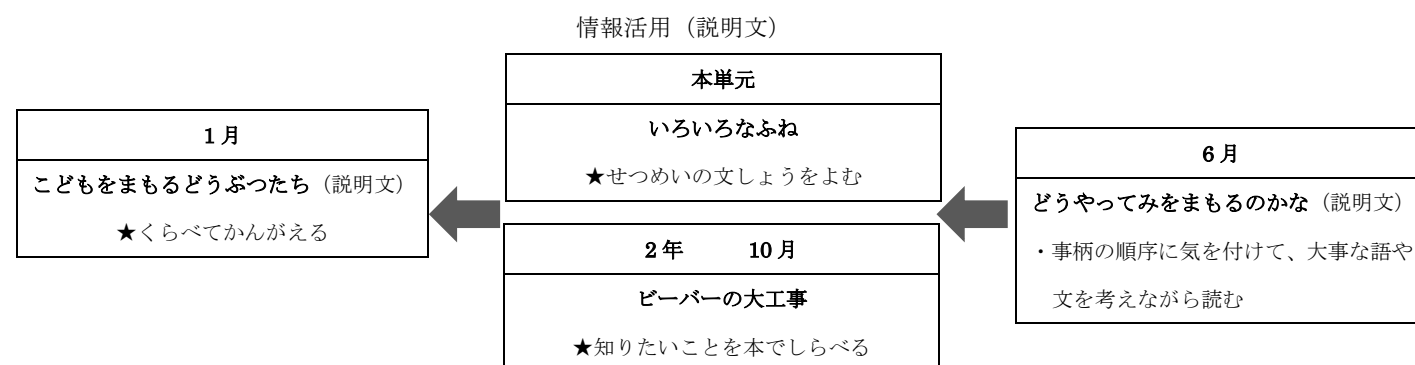 情報活用（説明文）
本単元
いろいろなふね
★せつめいの文しょうをよむ
1月
こどもをまもるどうぶつたち（説明文）
★くらべてかんがえる
6月
どうやってみをまもるのかな（説明文）
・事柄の順序に気を付けて、大事な語や
文を考えながら読む
2年　　　10月
ビーバーの大工事
★知りたいことを本でしらべる